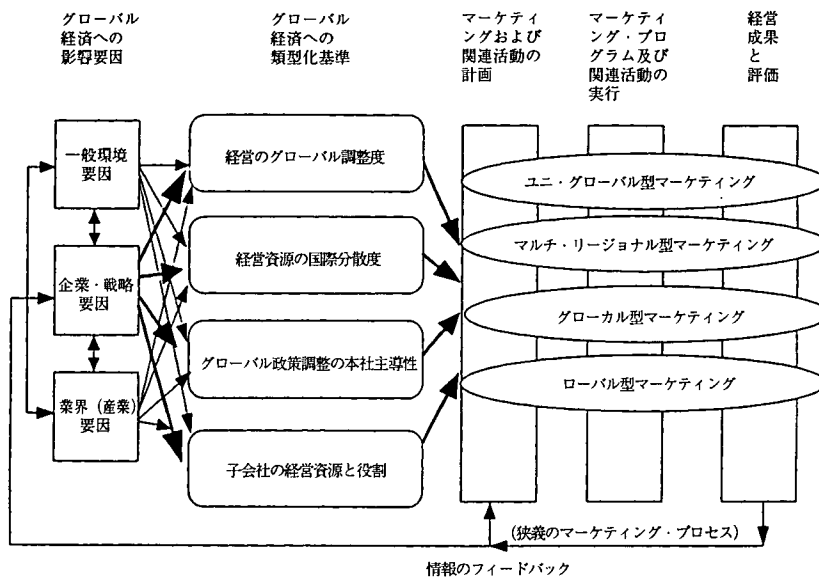 グローバル
経済への
影響要因
グローバル
経済への
類型化基準
マーケティ
ングおよび
関連活動の
計画
マーケティ
ング・プロ
グラム及び
関連活動の
実行
経営
成果
と
評価
一般環境
要因
企業・戦略
要因
業界（産業）
要因
経営のグローバル調整度
経営資源の国際分散度
グローバル政策調整の本社主導性
子会社の経営資源と役割
ユニ・グローバル型マーケティング
マルチ・リージョナル型マーケティング
グローカル型マーケティング
ローバル型マーケティング
(狭義のマーケティング・プロセス)
情報のフィードバック